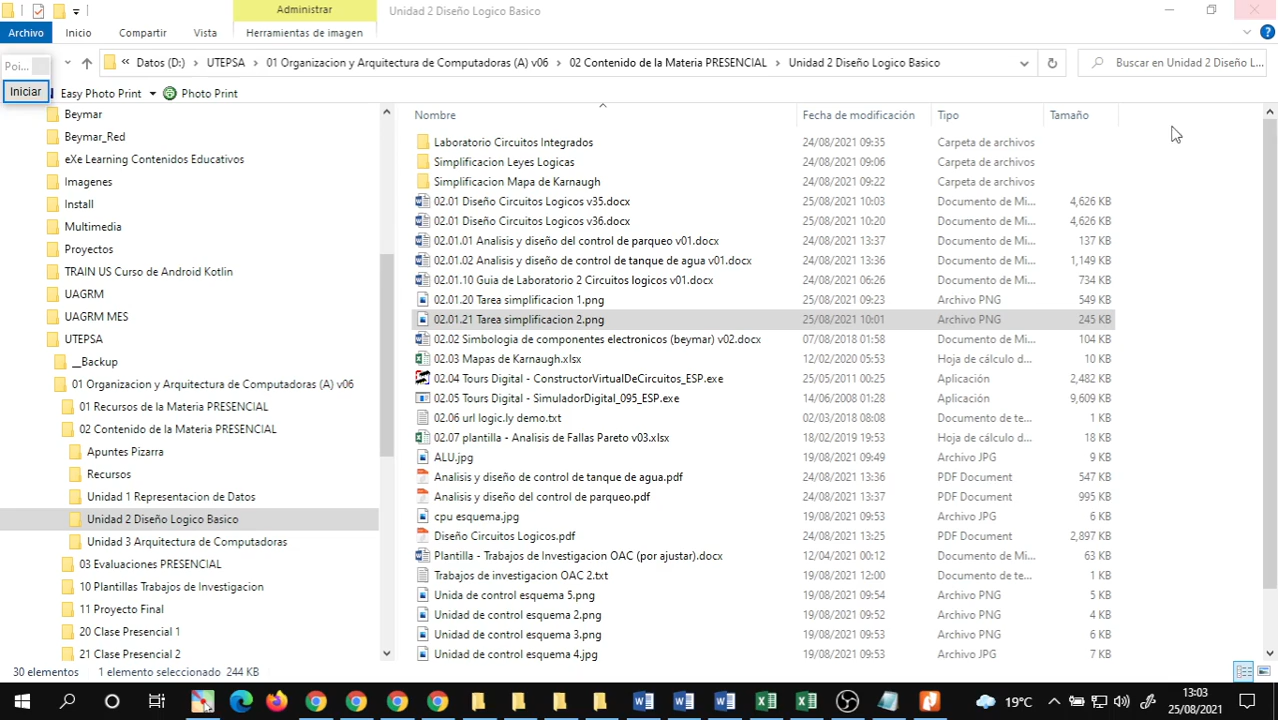 Administrar
Unidad 2 Diseño Logico Basico
Archivo
Inicio
Compartir
Vista
Herramientas de imagen
Poi...
« Datos (D:) › UTEPSA › 01 Organizacion y Arquitectura de Computadoras (A) v06 › 02 Contenido de la Materia PRESENCIAL › Unidad 2 Diseño Logico Basico
Buscar en Unidad 2 Diseño L...
Iniciar
Easy Photo Print
Photo Print
Beymar
Beymar_Red
eXe Learning Contenidos Educativos
Imagenes
Install
Multimedia
Proyectos
TRAIN US Curso de Android Kotlin
UAGRM
UAGRM MES
UTEPSA
__Backup
01 Organizacion y Arquitectura de Computadoras (A) v06
01 Recursos de la Materia PRESENCIAL
02 Contenido de la Materia PRESENCIAL
Apuntes Pizarra
Recursos
Unidad 1 Representacion de Datos
Unidad 2 Diseño Logico Basico
Unidad 3 Arquitectura de Computadoras
03 Evaluaciones PRESENCIAL
10 Plantillas Trabajos de Investigacion
11 Proyecto Final
20 Clase Presencial 1
21 Clase Presencial 2
Nombre Fecha de modificación Tipo Tamaño
Laboratorio Circuitos Integrados 24/08/2021 09:35 Carpeta de archivos
Simplificacion Leyes Logicas 24/08/2021 09:06 Carpeta de archivos
Simplificacion Mapa de Karnaugh 24/08/2021 09:22 Carpeta de archivos
02.01 Diseño Circuitos Logicos v35.docx 25/08/2021 10:03 Documento de Mi... 4,626 KB
02.01 Diseño Circuitos Logicos v36.docx 25/08/2021 10:20 Documento de Mi... 4,626 KB
02.01.01 Analisis y diseño del control de parqueo v01.docx 24/08/2021 13:37 Documento de Mi... 137 KB
02.01.02 Analisis y diseño de control de tanque de agua v01.docx 24/08/2021 13:36 Documento de Mi... 1,149 KB
02.01.10 Guia de Laboratorio 2 Circuitos logicos v01.docx 24/08/2021 06:26 Documento de Mi... 734 KB
02.01.20 Tarea simplificacion 1.png 25/08/2021 09:23 Archivo PNG 549 KB
02.01.21 Tarea simplificacion 2.png 25/08/2021 10:01 Archivo PNG 245 KB
02.02 Simbologia de componentes electronicos (beymar) v02.docx 07/08/2018 01:58 Documento de Mi... 104 KB
02.03 Mapas de Karnaugh.xlsx 12/02/2020 05:53 Hoja de cálculo d... 10 KB
02.04 Tours Digital - ConstructorVirtualDeCircuitos_ESP.exe 25/05/2011 00:25 Aplicación 2,482 KB
02.05 Tours Digital - SimuladorDigital_095_ESP.exe 14/06/2008 01:28 Aplicación 9,609 KB
02.06 url logic.ly demo.txt 02/03/2018 08:08 Documento de te... 1 KB
02.07 plantilla - Analisis de Fallas Pareto v03.xlsx 18/02/2019 19:53 Hoja de cálculo d... 18 KB
ALU.jpg 19/08/2021 09:49 Archivo JPG 9 KB
Analisis y diseño de control de tanque de agua.pdf 24/08/2021 13:36 PDF Document 547 KB
Analisis y diseño del control de parqueo.pdf 24/08/2021 13:37 PDF Document 995 KB
cpu esquema.jpg 19/08/2021 09:53 Archivo JPG 6 KB
Diseño Circuitos Logicos.pdf 24/08/2021 13:25 PDF Document 2,897 KB
Plantilla - Trabajos de Investigacion OAC (por ajustar).docx 12/04/2021 00:12 Documento de Mi... 63 KB
Trabajos de investigacion OAC 2.txt 19/08/2021 12:00 Documento de te... 1 KB
Unida de control esquema 5.png 19/08/2021 09:54 Archivo PNG 5 KB
Unidad de control esquema 2.png 19/08/2021 09:52 Archivo PNG 4 KB
Unidad de control esquema 3.png 19/08/2021 09:53 Archivo PNG 6 KB
Unidad de control esquema 4.jpg 19/08/2021 09:53 Archivo JPG 7 KB
30 elementos 1 elemento seleccionado 244 KB
19°C
13:03
25/08/2021